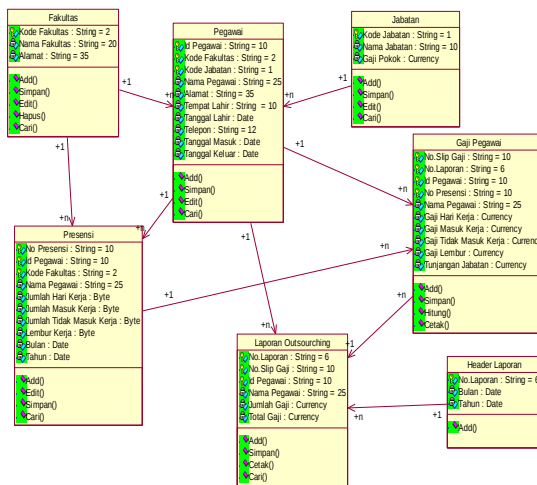 Fakultas
Kode Fakultas : String = 2
Nama Fakultas : String = 20
Alamat : String = 35
Add()
Simpan()
Edit()
Hapus()
Cari()
Pegawai
Id Pegawai : String = 10
Kode Fakultas : String = 2
Kode Jabatan : String = 1
Nama Pegawai : String = 25
Alamat : String = 35
Tempat Lahir : String = 10
Tanggal Lahir : Date
Telepon : String = 12
Tanggal Masuk : Date
Tanggal Keluar : Date
Add()
Simpan()
Edit()
Cari()
Jabatan
Kode Jabatan : String = 1
Nama Jabatan : String = 10
Gaji Pokok : Currency
Add()
Simpan()
Edit()
Cari()
Gaji Pegawai
No.Slip Gaji : String = 10
No.Laporan : String = 6
Id Pegawai : String = 10
No Presensi : String = 10
Nama Pegawai : String = 25
Gaji Hari Kerja : Currency
Gaji Masuk Kerja : Currency
Gaji Tidak Masuk Kerja : Currency
Gaji Lembur : Currency
Tunjangan Jabatan : Currency
Add()
Simpan()
Hitung()
Cetak()
Presensi
No Presensi : String = 10
Id Pegawai : String = 10
Kode Fakultas : String = 2
Nama Pegawai : String = 25
Jumlah Hari Kerja : Byte
Jumlah Masuk Kerja : Byte
Jumlah Tidak Masuk Kerja : Byte
Lembur Kerja : Byte
Bulan : Date
Tahun : Date
Add()
Edit()
Simpan()
Cari()
Laporan Outsourching
No.Laporan : String = 6
No.Slip Gaji : String = 10
Id Pegawai : String = 10
Nama Pegawai : String = 25
Jumlah Gaji : Currency
Total Gaji : Currency
Add()
Simpan()
Cetak()
Cari()
Header Laporan
No.Laporan : String = 6
Bulan : Date
Tahun : Date
Add()
+1
+n
+1
+n
+1
+n
+1
+n
+1
+n
+1
+n
+1
+n
+1
+n
+1